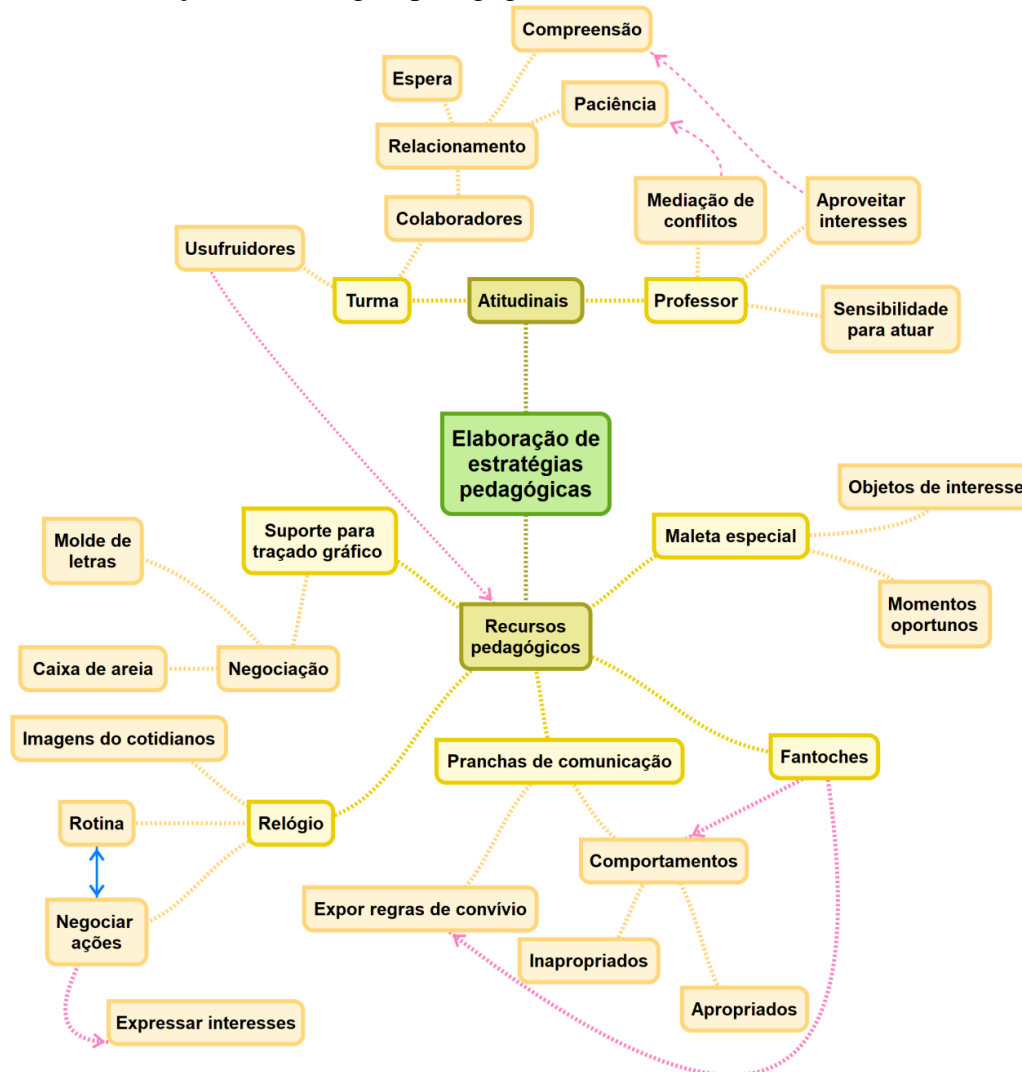 Compreensão
Espera
Paciência
Relacionamento
Mediação de
conflitos
Aproveitar
interesses
Colaboradores
Usufruidores
Turma
Atitudinais
Professor
Sensibilidade
para atuar
Elaboração de
estratégias
pedagógicas
Objetos de interesse
Suporte para
traçado gráfico
Maleta especial
Molde de
letras
Momentos
oportunos
Recursos
pedagógicos
Caixa de areia
Negociação
Imagens do cotidianos
Pranchas de comunicação
Fantoches
Rotina
Relógio
Comportamentos
Expor regras de convívio
Negociar
ações
Inapropriados
Apropriados
Expressar interesses